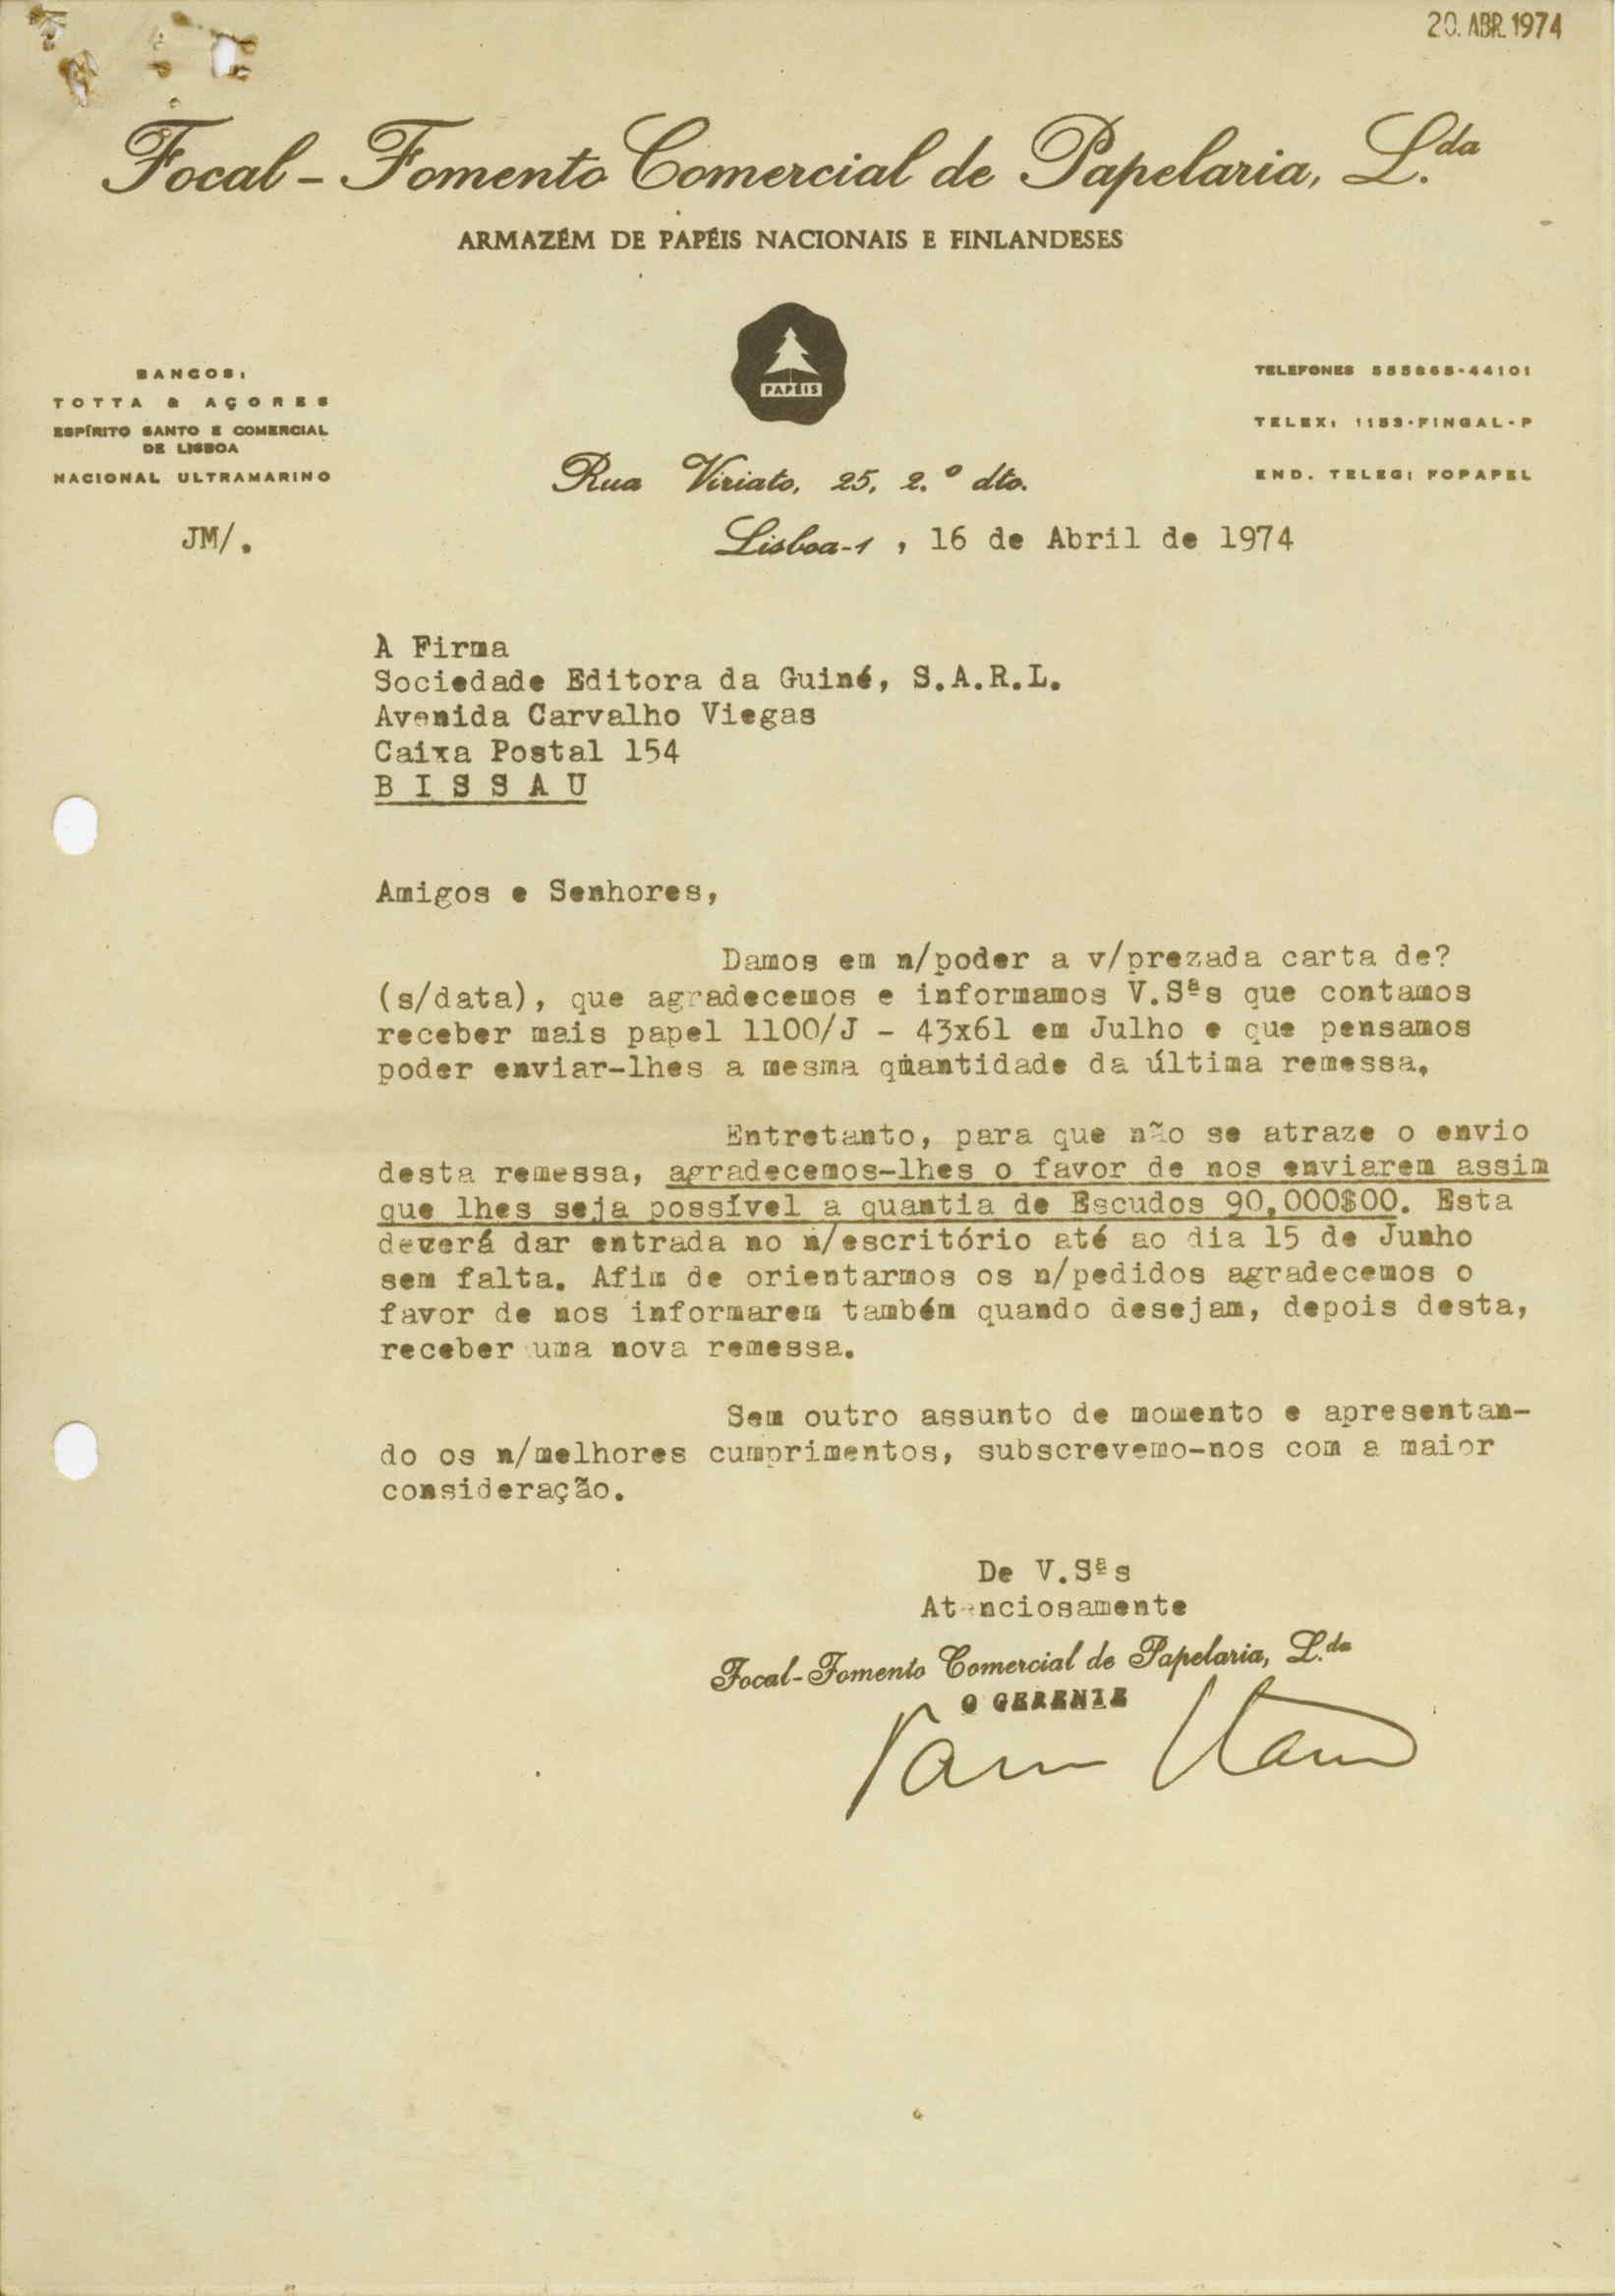 20. ABR. 1974
Focal - Fomento Comercial de Papelaria, L.da
ARMAZÉM DE PAPÉIS NACIONAIS E FINLANDESES
PAPÉIS
BANCOS:
TOTTA & AÇORES
ESPÍRITO SANTO E COMERCIAL
DE LISBOA
NACIONAL ULTRAMARINO
TELEFONES 555865-44101
TELEX: 1183-FINGAL-P
END. TELEG: FOPAPEL
Rua Viriato, 25, 2.º dto.
JM/.
Lisboa-1 , 16 de Abril de 1974
À Firma
Sociedade Editora da Guiné, S.A.R.L.
Avenida Carvalho Viegas
Caixa Postal 154
B I S S A U
Amigos e Senhores,
Damos em n/poder a v/prezada carta de?
(s/data), que agradecemos e informamos V.Sªs que contamos
receber mais papel 1100/J - 43x61 em Julho e que pensamos
poder enviar-lhes a mesma quantidade da última remessa.
Entretanto, para que não se atraze o envio
desta remessa, agradecemos-lhes o favor de nos enviarem assim
que lhes seja possível a quantia de Escudos 90,000$00. Esta
deverá dar entrada no n/escritório até ao dia 15 de Junho
sem falta. Afim de orientarmos os n/pedidos agradecemos o
favor de nos informarem também quando desejam, depois desta,
receber uma nova remessa.
Sem outro assunto de momento e apresentan-
do os n/melhores cumprimentos, subscrevemo-nos com a maior
consideração.
De V.Sªs
Atenciosamente
Focal-Fomento Comercial de Papelaria, L.da
O GERENTE